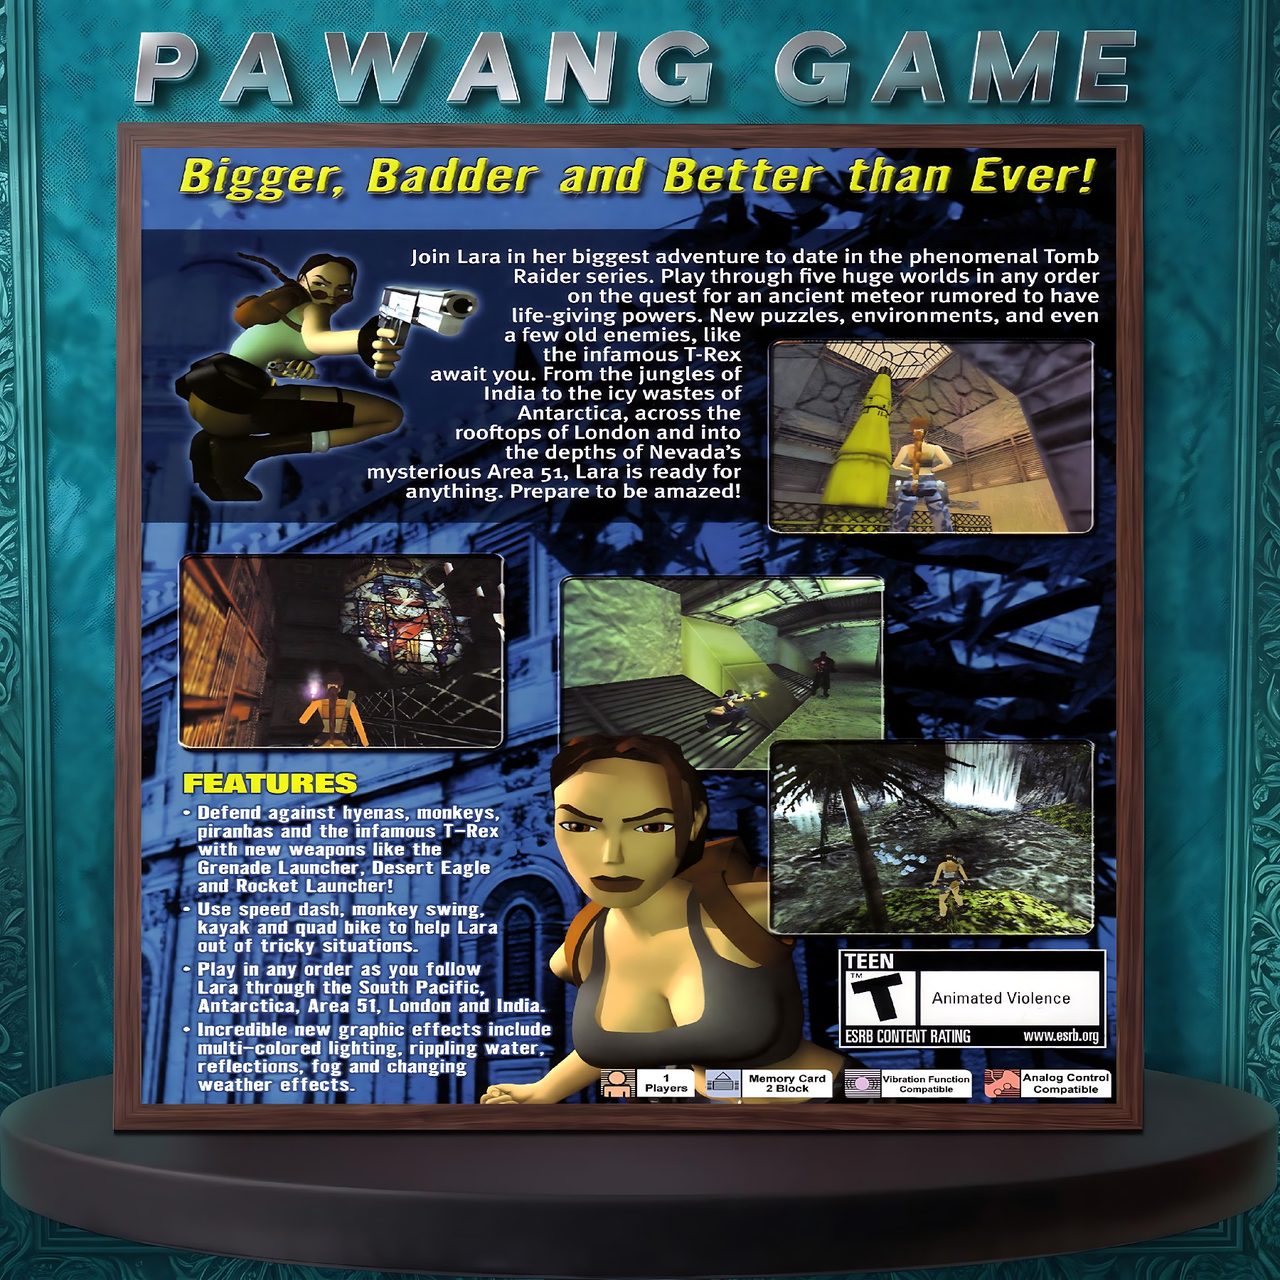 PAWANG GAME
Bigger, Badder and Better than Ever!
Join Lara in her biggest adventure to date in the phenomenal Tomb
Raider series. Play through five huge worlds in any order
on the quest for an ancient meteor rumored to have
life-giving powers. New puzzles, environments, and even
a few old enemies, like
the infamous T-Rex
await you. From the jungles of
India to the icy wastes of
Antarctica, across the
rooftops of London and into
the depths of Nevada's
mysterious Area 51, Lara is ready for
anything. Prepare to be amazed!
FEATURES
• Defend against hyenas, monkeys,
piranhas and the infamous T-Rex
with new weapons like the
Grenade Launcher, Desert Eagle
and Rocket Launcher!
• Use speed dash, monkey swing,
kayak and quad bike to help Lara
out of tricky situations.
• Play in any order as you follow
Lara through the South Pacific,
Antarctica, Area 51, London and India.
• Incredible new graphic effects include
multi-colored lighting, rippling water,
reflections, fog and changing
weather effects.
TEEN
TM
T
Animated Violence
ESRB CONTENT RATING www.esrb.org
1
Players
Memory Card
2 Block
Vibration Function
Compatible
Analog Control
Compatible